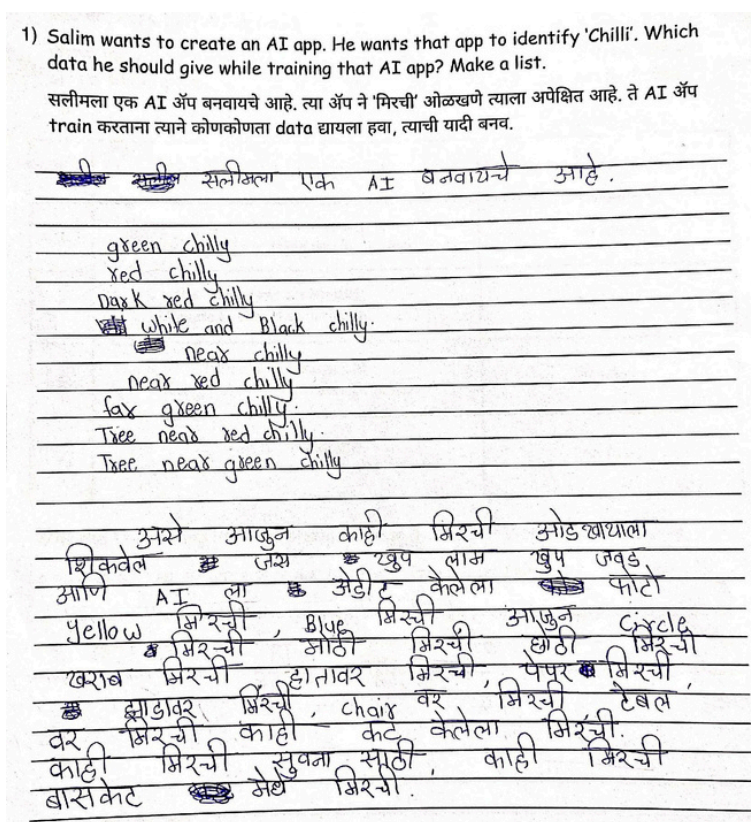 1) Salim wants to create an AI app. He wants that app to identify 'Chilli'. Which
data he should give while training that AI app? Make a list.
सलीमला एक AI ॲप बनवायचे आहे. त्या ॲप ने 'मिरची' ओळखणे त्याला अपेक्षित आहे. ते AI ॲप
train करताना त्याने कोणकोणता data द्यायला हवा, त्याची यादी बनव.
सलीमला एक AI बनवायचे आहे.
green chilly
red chilly
Dark red chilly
white and Black chilly.
near chilly
near red chilly
far green chilly.
Tree near red chilly.
Tree near green chilly
असे आजुन काही मिरची ओडखायाला
शिकवेल जस खुप लाम खुप जवड
आणि AI ला अेडीट केलेला फोटो
yellow मिरची, Blue मिरची आजुन Circle
मिरची मोठी मिरची छोठी मिरची
खराब मिरची हातावर मिरची, पेपर मिरची
झाडावर मिरची, chair वर मिरची टेबल
वर मिरची काही कट केलेला मिरची.
काही मिरची सुवना साठी, काही मिरची
बासकेट मेधे मिरची.